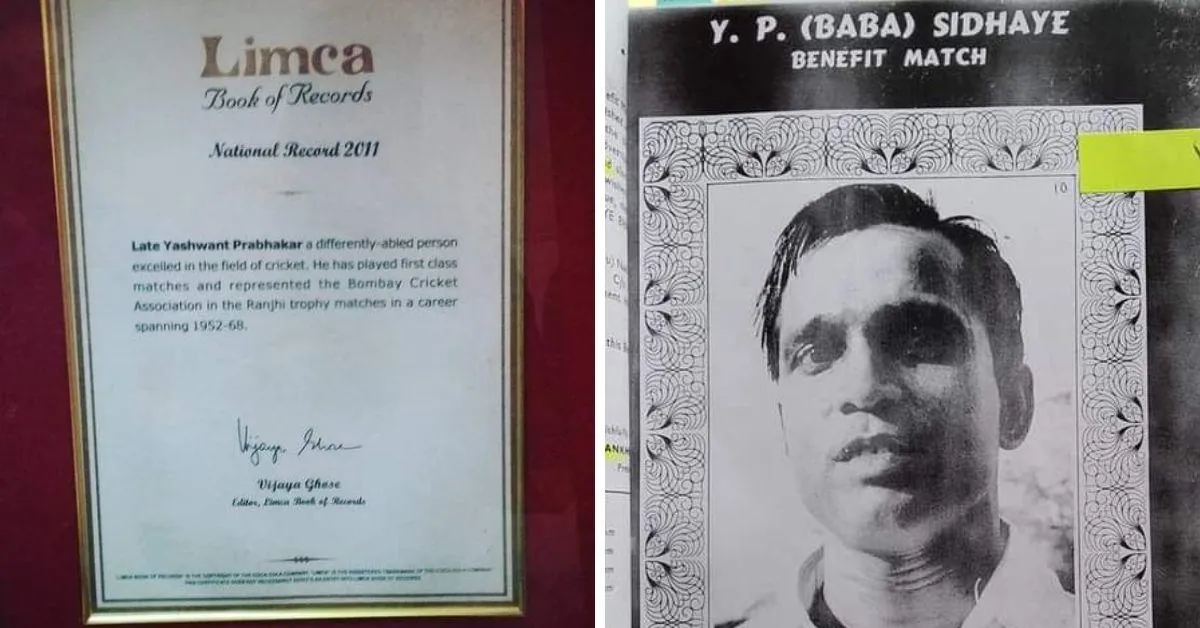 Limca
Book of Records
National Record 2011
Late Yashwant Prabhakar a differently-abled person
excelled in the field of cricket. He has played first class
matches and represented the Bombay Cricket
Association in the Ranjhi trophy matches in a career
spanning 1952-68.
Vijaya Ghose
Vijaya Ghose
Editor, Limca Book of Records
Y. P. (BABA) SIDHAYE
BENEFIT MATCH
10